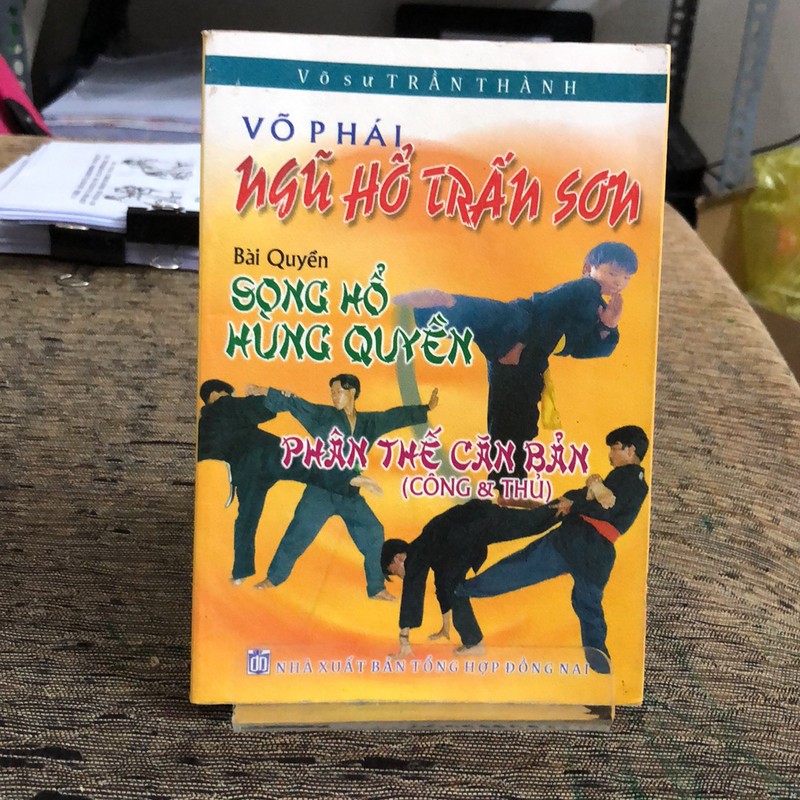 Võ sư TRẦN THÀNH
VÕ PHÁI
NGŨ HỔ TRẤN SƠN
Bài Quyền
SONG HỔ
HÙNG QUYỀN
PHÂN THẾ CĂN BẢN
(CÔNG & THỦ)
NHÀ XUẤT BẢN TỔNG HỢP ĐỒNG NAI